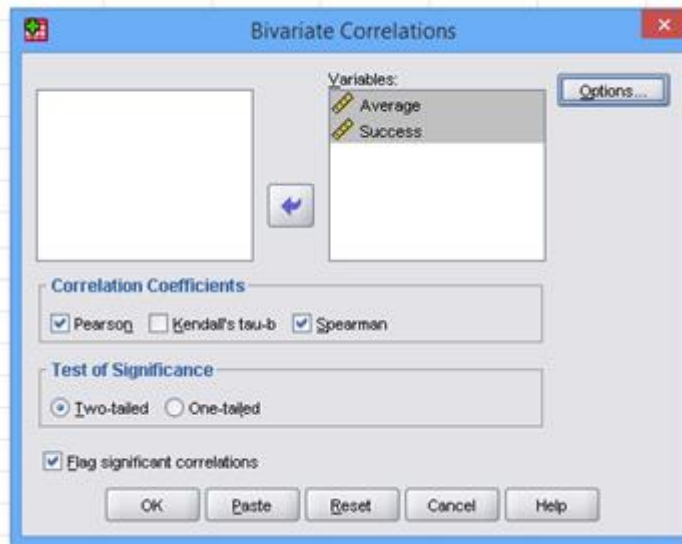 Bivariate Correlations
Variables:
Average
Success
Options...
Correlation Coefficients
Pearson Kendall's tau-b Spearman
Test of Significance
Two-tailed One-tailed
Flag significant correlations
OK Paste Reset Cancel Help